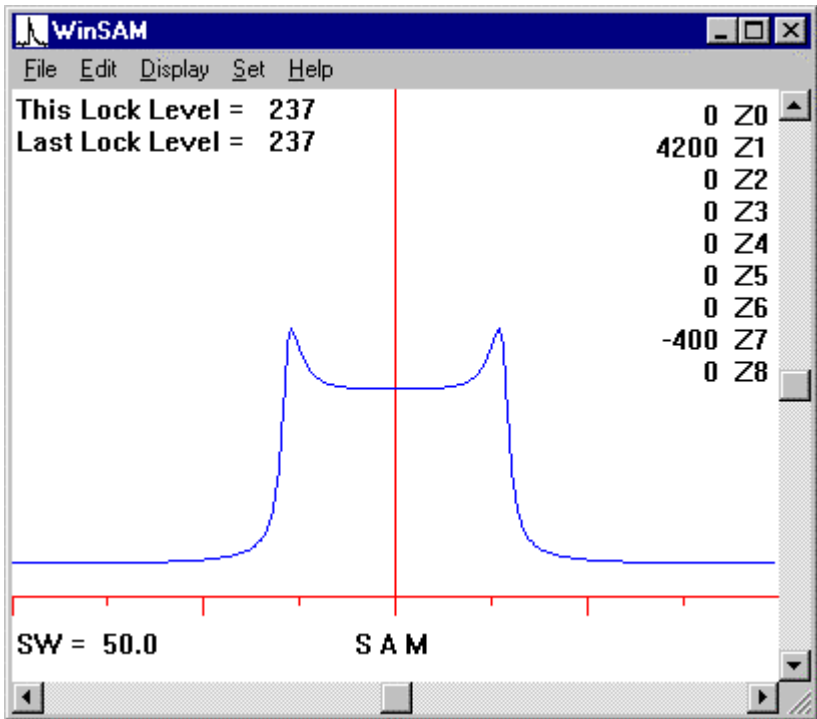 WinSAM
File Edit Display Set Help
This Lock Level = 237
Last Lock Level = 237
0 Z0
4200 Z1
0 Z2
0 Z3
0 Z4
0 Z5
0 Z6
-400 Z7
0 Z8
SW = 50.0
S A M